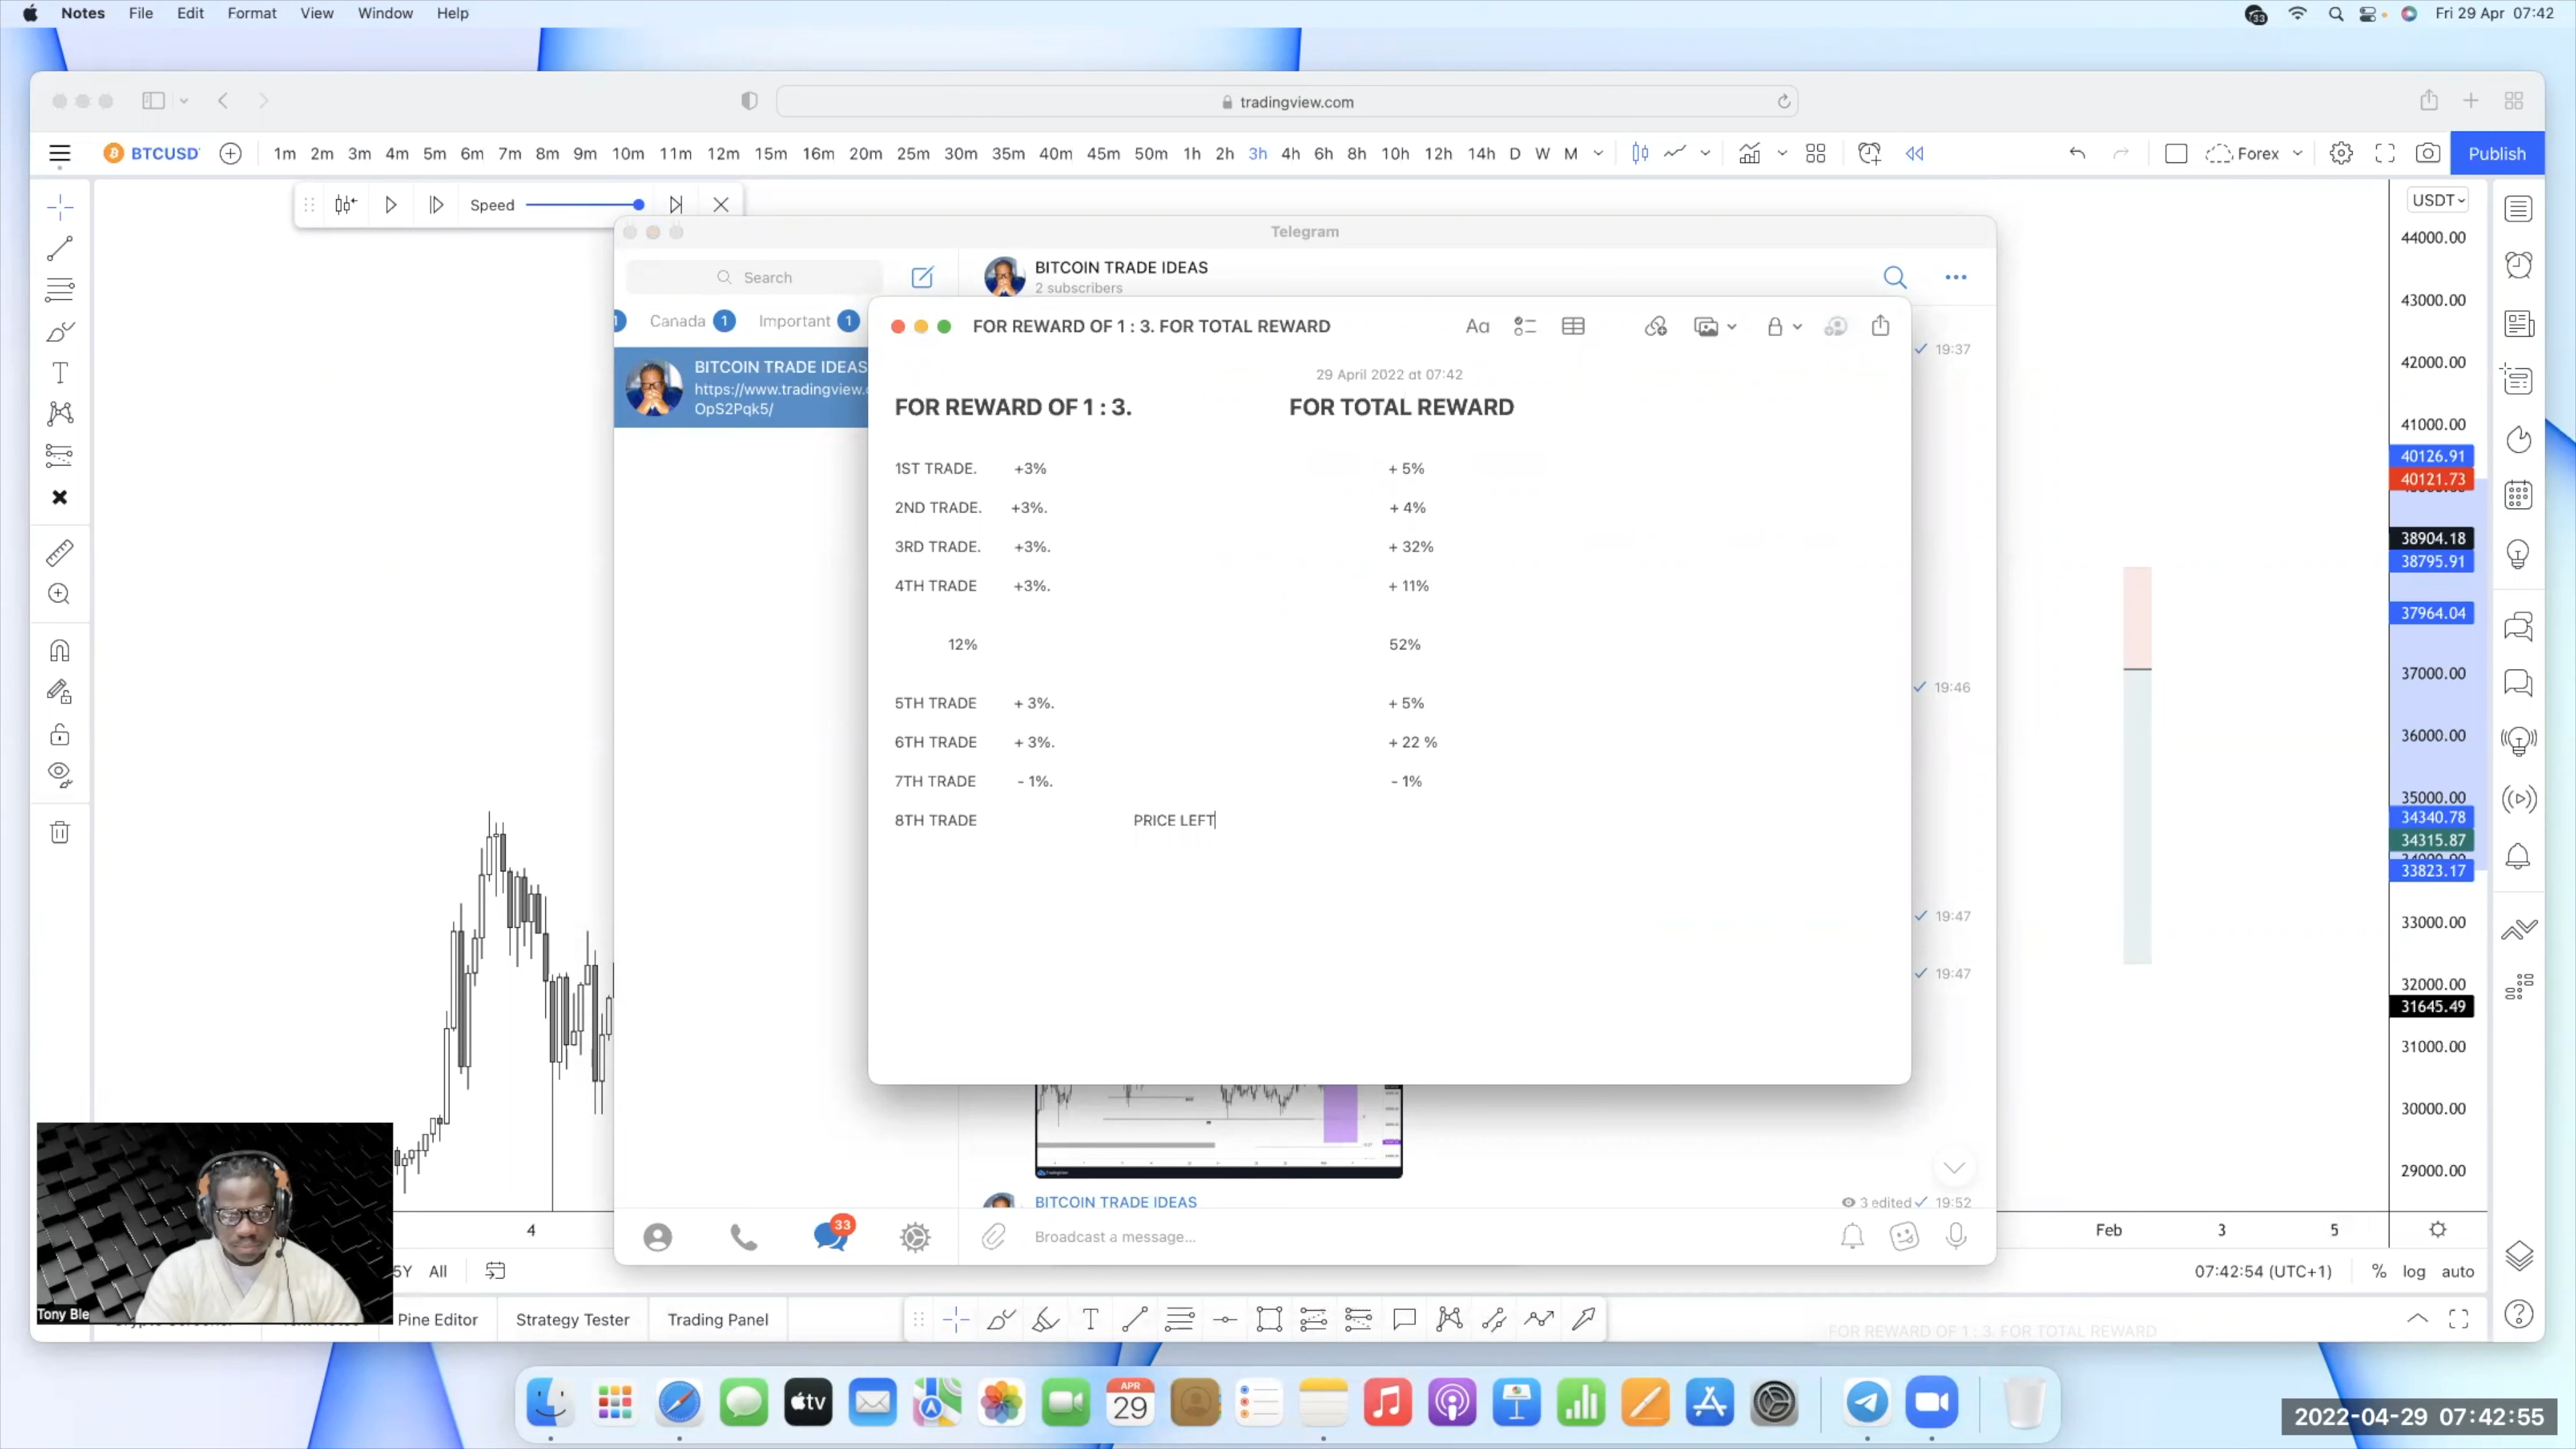 Notes File Edit Format View Window Help
33 Fri 29 Apr 07:42
tradingview.com
BTCUSD 1m 2m 3m 4m 5m 6m 7m 8m 9m 10m 11m 12m 15m 16m 20m 25m 30m 35m 40m 45m 50m 1h 2h 3h 4h 6h 8h 10h 12h 14h D W M Forex Publish
Speed
USDT
Telegram
Search
BITCOIN TRADE IDEAS
2 subscribers
Canada 1 Important 1
BITCOIN TRADE IDEAS
https://www.tradingview.
OpS2Pqk5/
FOR REWARD OF 1 : 3. FOR TOTAL REWARD
Aa
29 April 2022 at 07:42
FOR REWARD OF 1 : 3. FOR TOTAL REWARD
1ST TRADE. +3% + 5%
2ND TRADE. +3%. + 4%
3RD TRADE. +3%. + 32%
4TH TRADE +3%. + 11%
12% 52%
5TH TRADE + 3%. + 5%
6TH TRADE + 3%. + 22 %
7TH TRADE - 1%. - 1%
8TH TRADE PRICE LEFT
19:37
19:46
19:47
19:47
44000.00
43000.00
42000.00
41000.00
40126.91
40121.73
38904.18
38795.91
37964.04
37000.00
36000.00
35000.00
34340.78
34315.87
33823.17
33000.00
32000.00
31645.49
31000.00
30000.00
29000.00
BITCOIN TRADE IDEAS
3 edited 19:52
33
Broadcast a message...
4 Feb 3 5
5Y All
07:42:54 (UTC+1) % log auto
Tony Ble
Pine Editor Strategy Tester Trading Panel
FOR REWARD OF 1 : 3. FOR TOTAL REWARD
tv
APR
29
2022-04-29 07:42:55